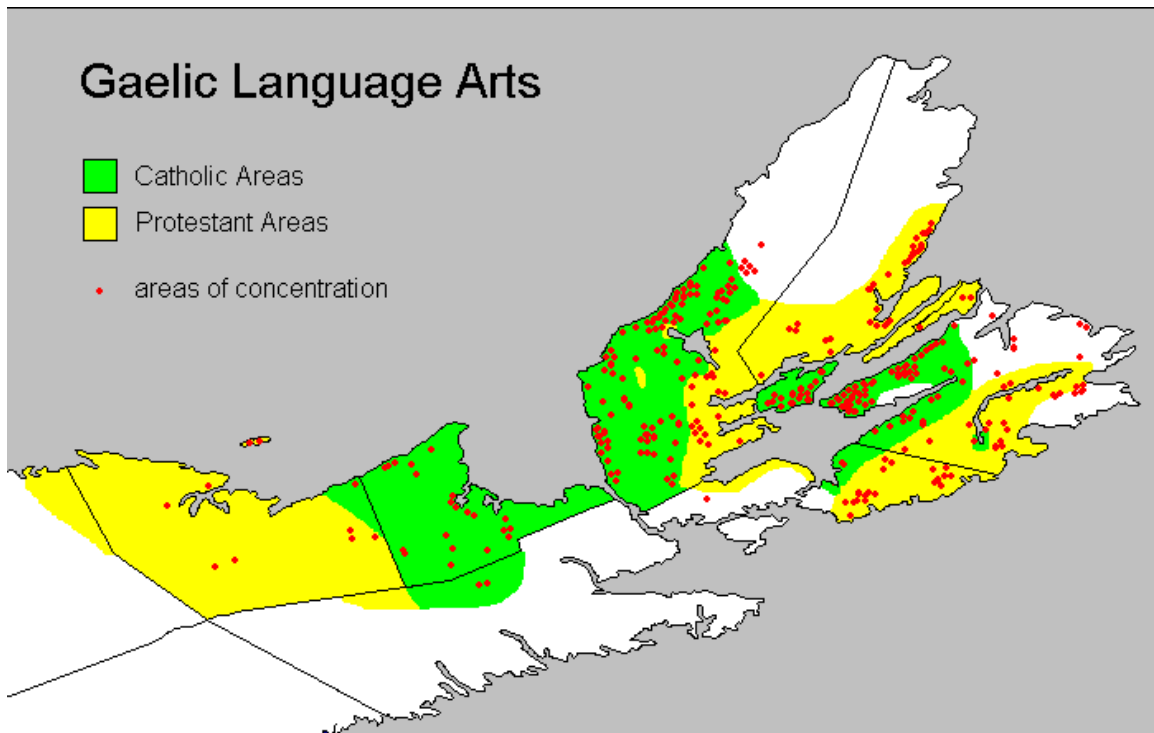 Gaelic Language Arts
Catholic Areas
Protestant Areas
areas of concentration